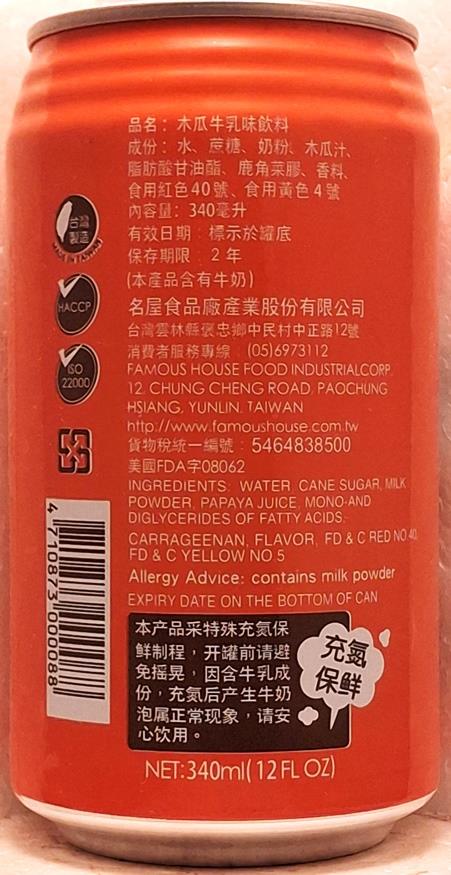 品名：木瓜牛乳味飲料
成份：水、蔗糖、奶粉、木瓜汁、
脂肪酸甘油酯、鹿角菜膠、香料、
食用紅色40號、食用黃色4號
內容量：340毫升
有效日期：標示於罐底
保存期限：2年
(本產品含有牛奶)
名屋食品廠產業股份有限公司
台灣雲林縣褒忠鄉中民村中正路12號
消費者服務專線：(05)6973112
FAMOUS HOUSE FOOD INDUSTRIALCORP.
12, CHUNG CHENG ROAD, PAOCHUNG
HSIANG, YUNLIN, TAIWAN
http://www.famoushouse.com.tw
貨物稅統一編號：5464838500
美國FDA字08062
INGREDIENTS: WATER, CANE SUGAR, MILK
POWDER, PAPAYA JUICE, MONO-AND
DIGLYCERIDES OF FATTY ACIDS.
CARRAGEENAN, FLAVOR, FD & C RED NO.40,
FD & C YELLOW NO 5
Allergy Advice: contains milk powder
EXPIRY DATE ON THE BOTTOM OF CAN
本产品采特殊充氮保
鲜制程，开罐前请避
免摇晃，因含牛乳成
份，充氮后产生牛奶
泡属正常现象，请安
心饮用。
充氮
保鮮
NET:340ml(12FL OZ)
台灣
製造
MADE IN TAIWAN
HACCP
ISO
22000
4 710873 000088